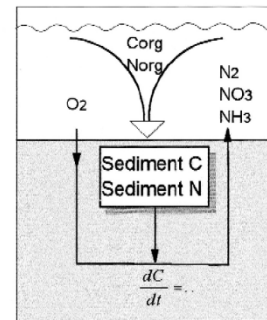 Corg
Norg
O2
N2
NO3
NH3
Sediment C
Sediment N
dC
dt
=..